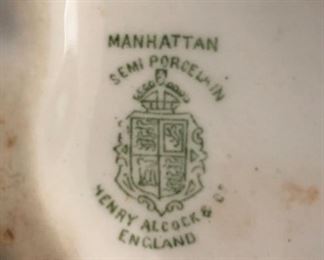 MANHATTAN
SEMI PORCELAIN
HENRY ALCOCK & Co
ENGLAND